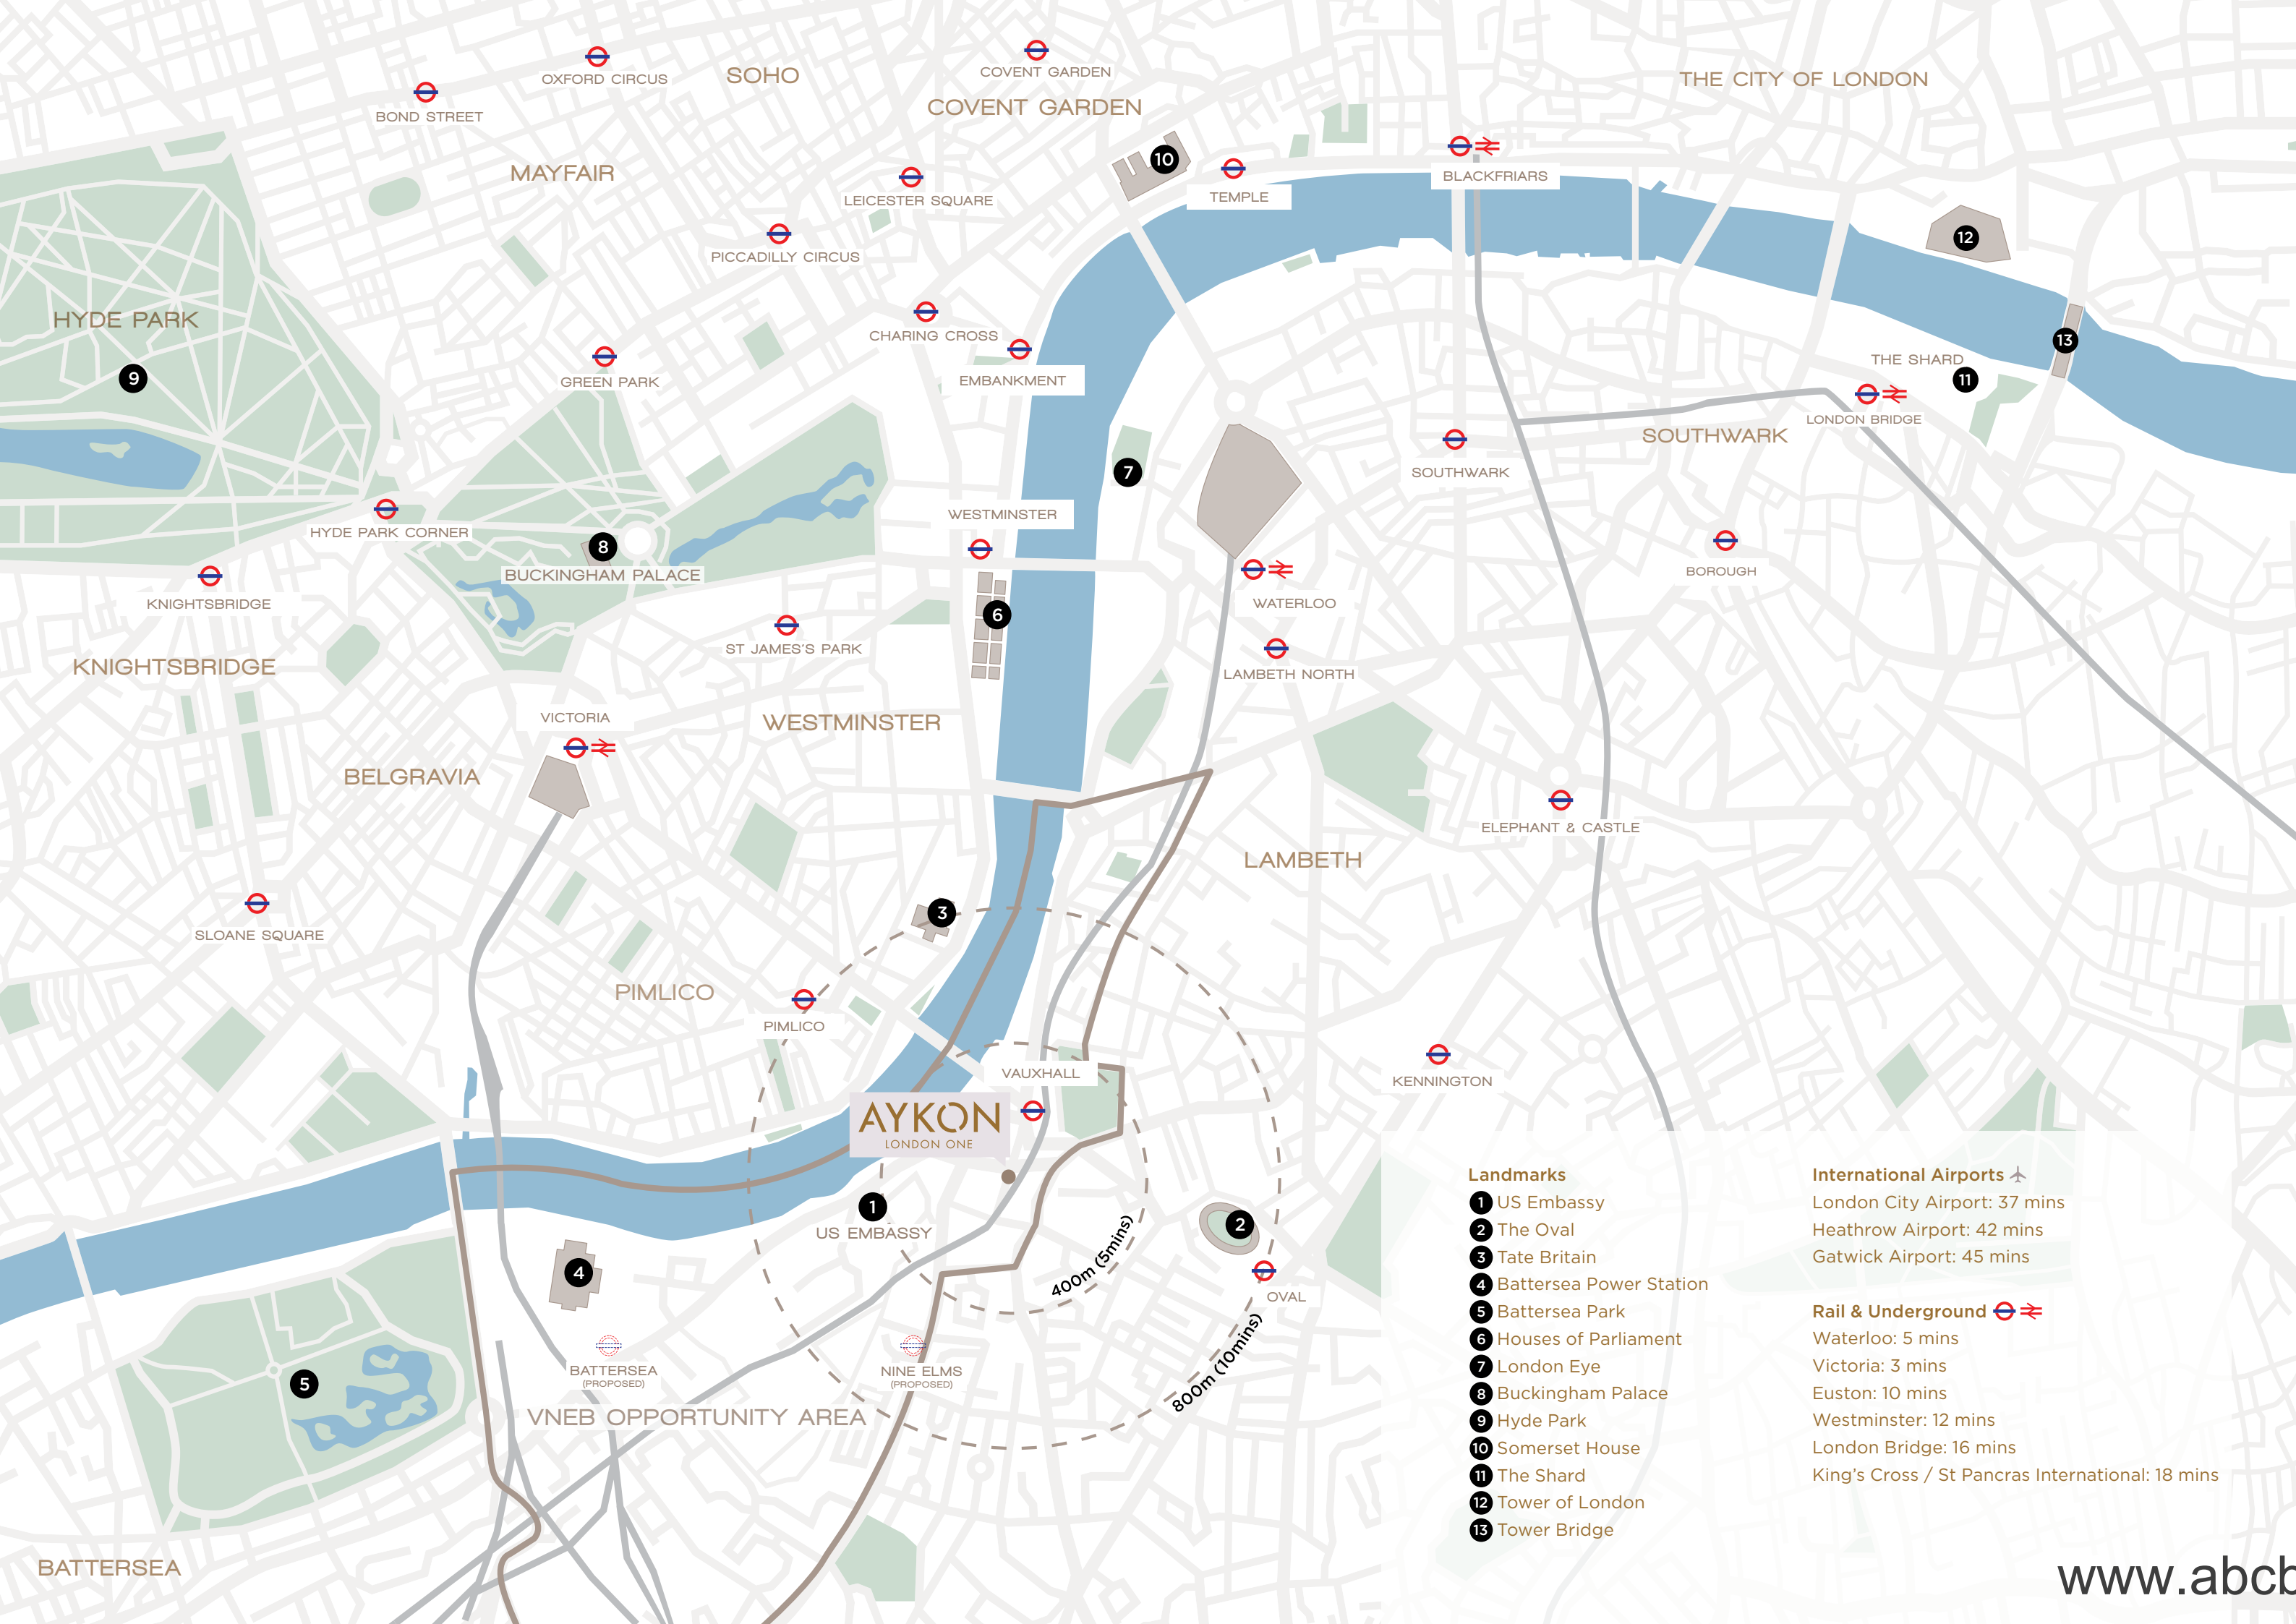 OXFORD CIRCUS
SOHO
COVENT GARDEN
THE CITY OF LONDON
BOND STREET
COVENT GARDEN
MAYFAIR
10
TEMPLE
BLACKFRIARS
LEICESTER SQUARE
PICCADILLY CIRCUS
12
HYDE PARK
CHARING CROSS
13
THE SHARD
9
GREEN PARK
EMBANKMENT
11
LONDON BRIDGE
SOUTHWARK
7
SOUTHWARK
WESTMINSTER
HYDE PARK CORNER
8
BUCKINGHAM PALACE
BOROUGH
KNIGHTSBRIDGE
6
WATERLOO
ST JAMES'S PARK
KNIGHTSBRIDGE
LAMBETH NORTH
VICTORIA
WESTMINSTER
BELGRAVIA
ELEPHANT & CASTLE
LAMBETH
3
SLOANE SQUARE
PIMLICO
PIMLICO
VAUXHALL
KENNINGTON
AYKON
LONDON ONE
1
US EMBASSY
2
400m (5mins)
4
OVAL
800m (10mins)
BATTERSEA
(PROPOSED)
NINE ELMS
(PROPOSED)
5
VNEB OPPORTUNITY AREA
BATTERSEA
Landmarks
1 US Embassy
2 The Oval
3 Tate Britain
4 Battersea Power Station
5 Battersea Park
6 Houses of Parliament
7 London Eye
8 Buckingham Palace
9 Hyde Park
10 Somerset House
11 The Shard
12 Tower of London
13 Tower Bridge
International Airports
London City Airport: 37 mins
Heathrow Airport: 42 mins
Gatwick Airport: 45 mins
Rail & Underground
Waterloo: 5 mins
Victoria: 3 mins
Euston: 10 mins
Westminster: 12 mins
London Bridge: 16 mins
King's Cross / St Pancras International: 18 mins
www.abcb